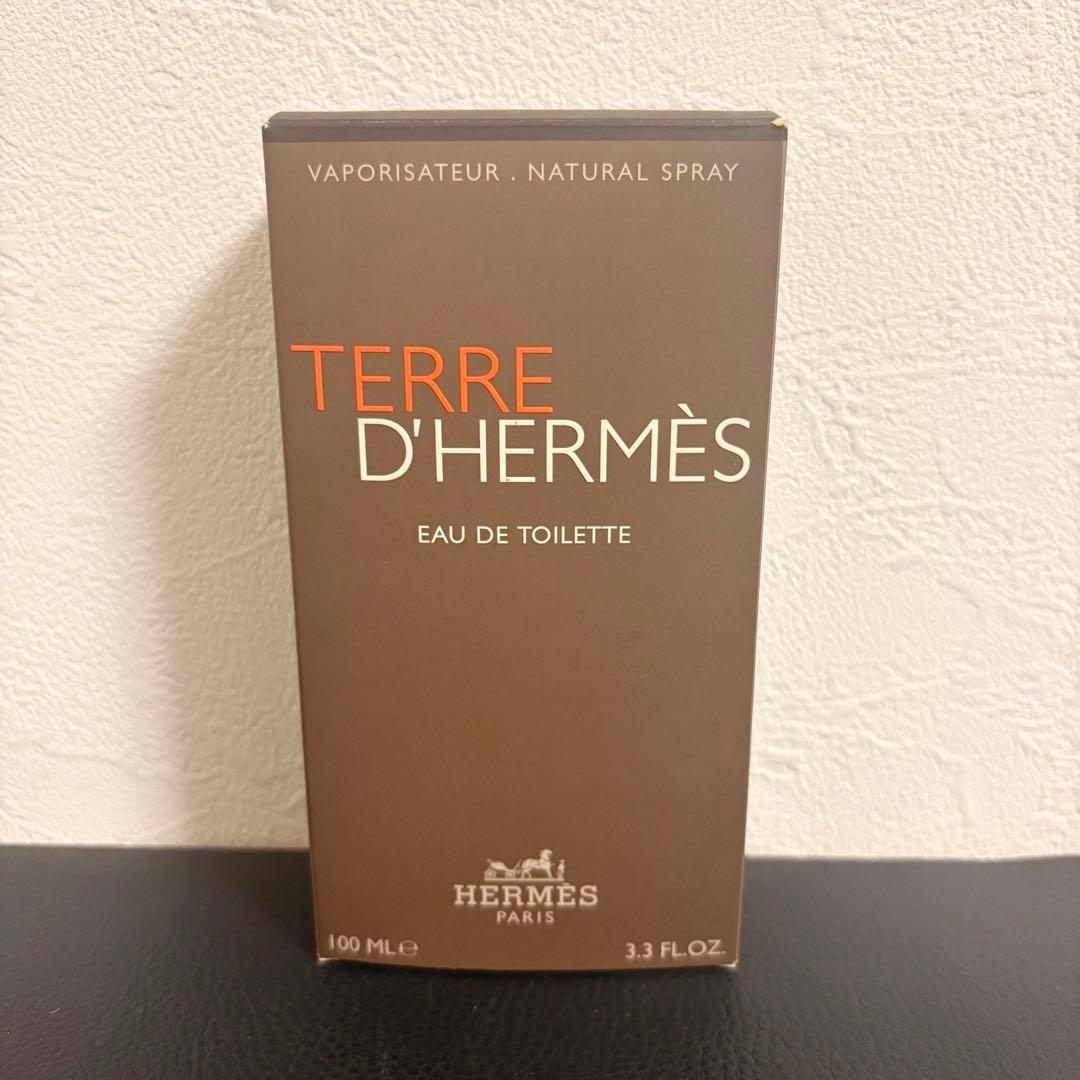 VAPORISATEUR . NATURAL SPRAY
TERRE
D'HERMÈS
EAU DE TOILETTE
HERMÈS
PARIS
100 ML℮
3.3 FL.OZ.